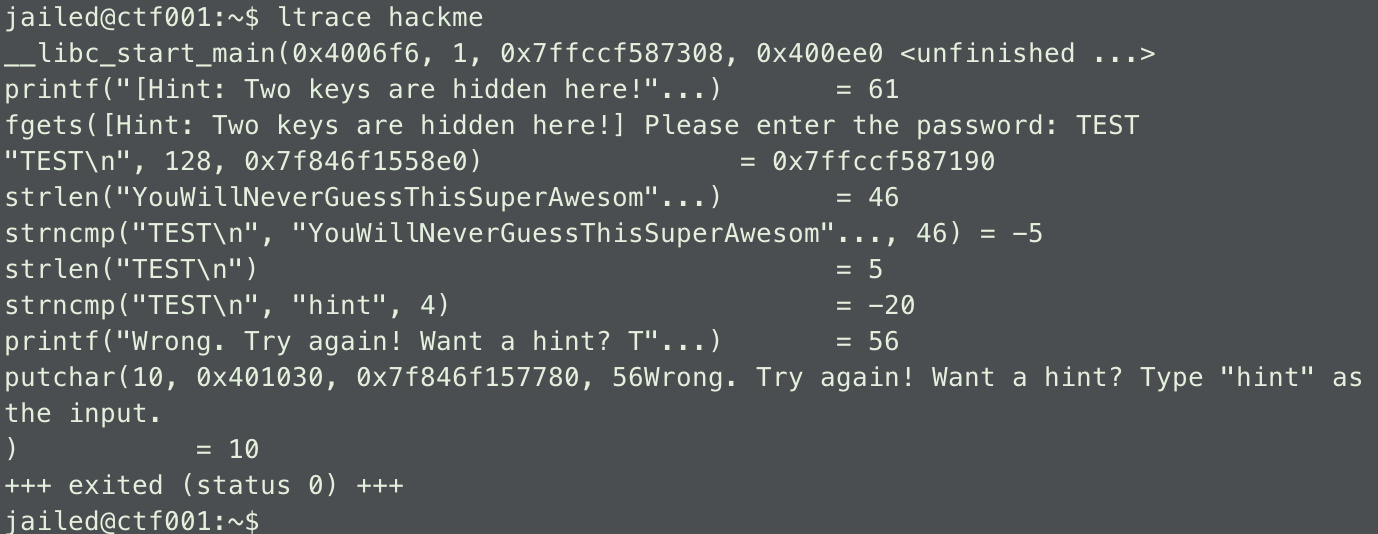 jailed@ctf001:~$ ltrace hackme
__libc_start_main(0x4006f6, 1, 0x7ffccf587308, 0x400ee0 <unfinished ...>
printf("[Hint: Two keys are hidden here!"...)       = 61
fgets([Hint: Two keys are hidden here!] Please enter the password: TEST
"TEST\n", 128, 0x7f846f1558e0)                = 0x7ffccf587190
strlen("YouWillNeverGuessThisSuperAwesom"...)       = 46
strncmp("TEST\n", "YouWillNeverGuessThisSuperAwesom"..., 46) = -5
strlen("TEST\n")                                    = 5
strncmp("TEST\n", "hint", 4)                        = -20
printf("Wrong. Try again! Want a hint? T"...)       = 56
putchar(10, 0x401030, 0x7f846f157780, 56Wrong. Try again! Want a hint? Type "hint" as
the input.
)           = 10
+++ exited (status 0) +++
jailed@ctf001:~$